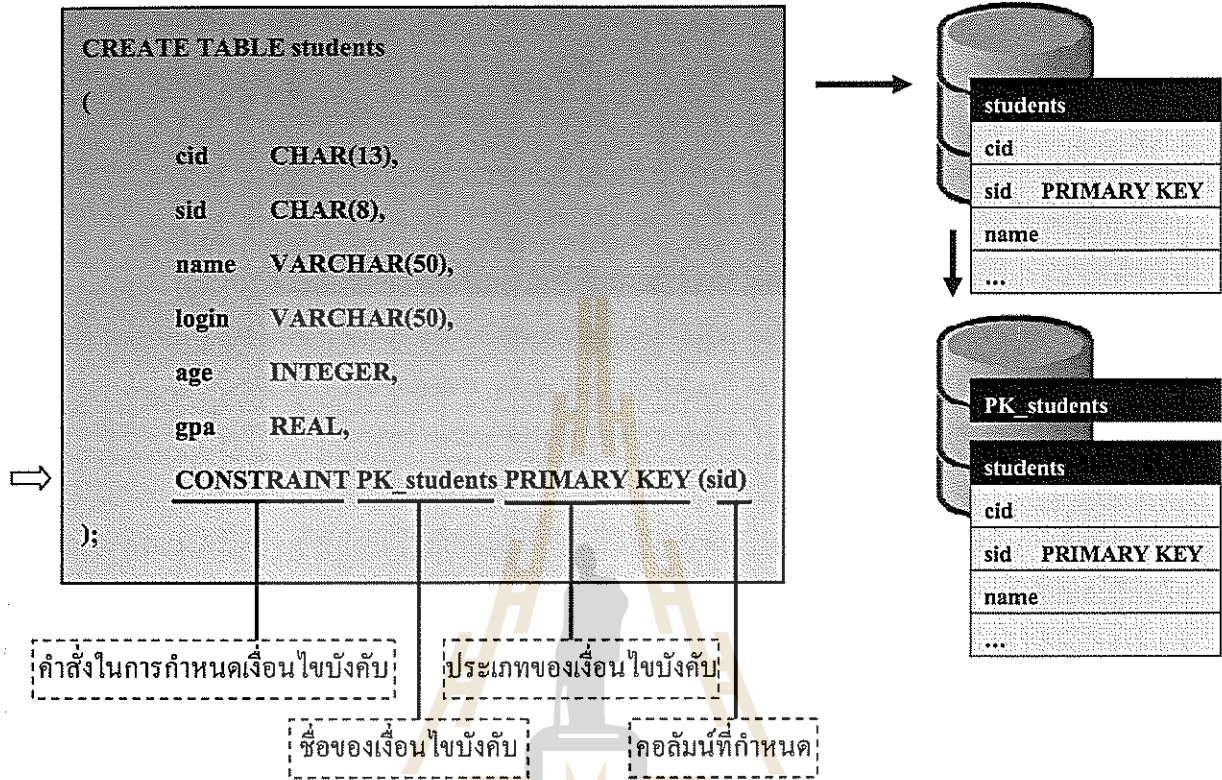 CREATE TABLE students
(
cid CHAR(13),
sid CHAR(8),
name VARCHAR(50),
login VARCHAR(50),
age INTEGER,
gpa REAL,
CONSTRAINT PK_students PRIMARY KEY (sid)
);
คำสั่งในการกำหนดเงื่อนไขบังคับ
ประเภทของเงื่อนไขบังคับ
ชื่อของเงื่อนไขบังคับ
คอลัมน์ที่กำหนด
students
cid
sid PRIMARY KEY
name
...
PK_students
students
cid
sid PRIMARY KEY
name
...